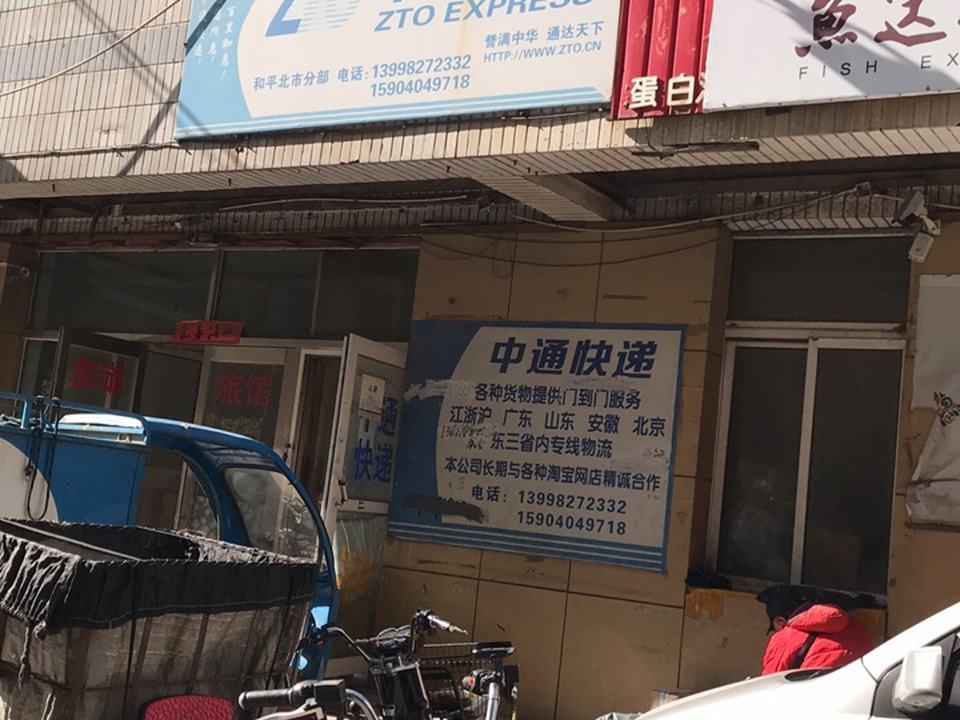 ZTO EXPRESS
誉满中华 通达天下
HTTP://WWW.ZTO.CN
和平北市分部 电话:13998272332
15904049718
蛋白
FISH EX
旅馆
快递
中通快递
各种货物提供门到门服务
江浙沪 广东 山东 安徽 北京
东三省内专线物流
本公司长期与各种淘宝网店精诚合作
电话:13998272332
15904049718